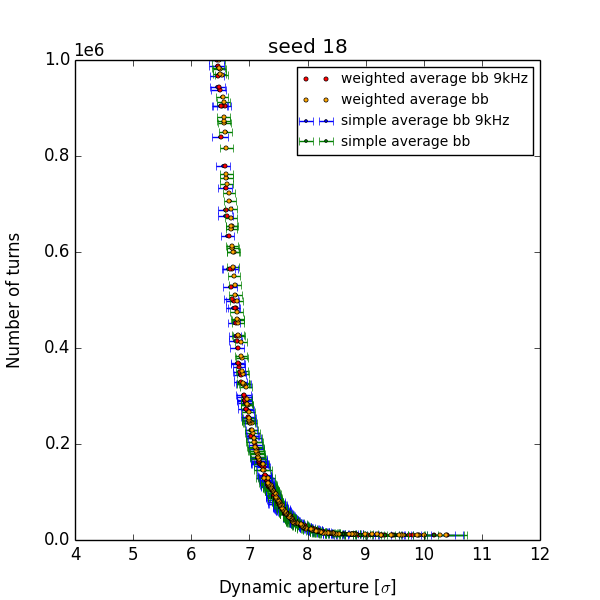 seed 18
1e6
1.0
0.8
0.6
0.4
0.2
0.0
Number of turns
weighted average bb 9kHz
weighted average bb
simple average bb 9kHz
simple average bb
4 5 6 7 8 9 10 11 12
Dynamic aperture [σ]